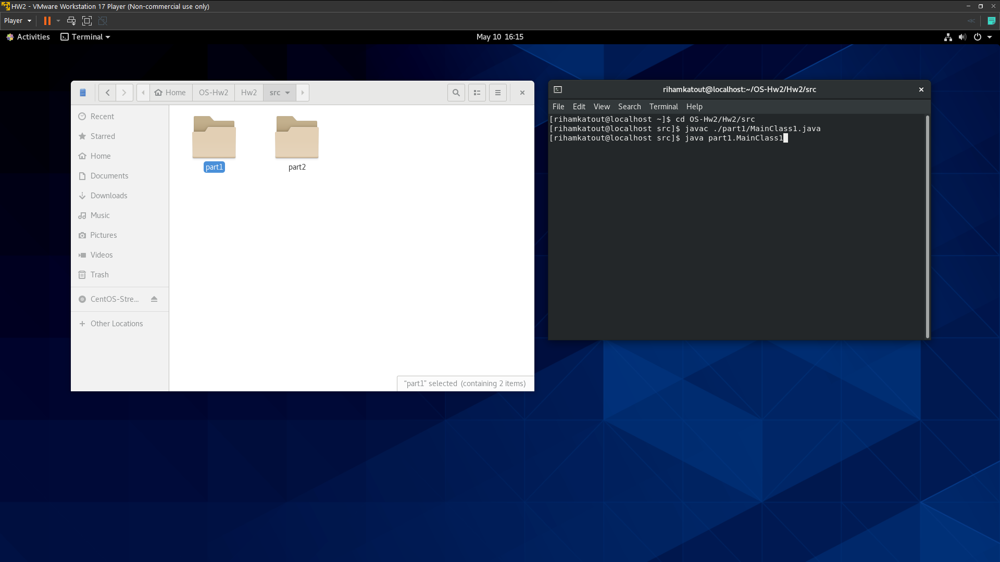 HW2 - VMware Workstation 17 Player (Non-commercial use only)
Player
Activities
Terminal
May 10 16:15
Home
OS-Hw2
Hw2
src
Recent
Starred
Home
Documents
Downloads
Music
Pictures
Videos
Trash
CentOS-Stre...
Other Locations
part1
part2
“part1” selected (containing 2 items)
rihamkatout@localhost:~/OS-Hw2/Hw2/src
File Edit View Search Terminal Help
[rihamkatout@localhost ~]$ cd OS-Hw2/Hw2/src
[rihamkatout@localhost src]$ javac ./part1/MainClass1.java
[rihamkatout@localhost src]$ java part1.MainClass1